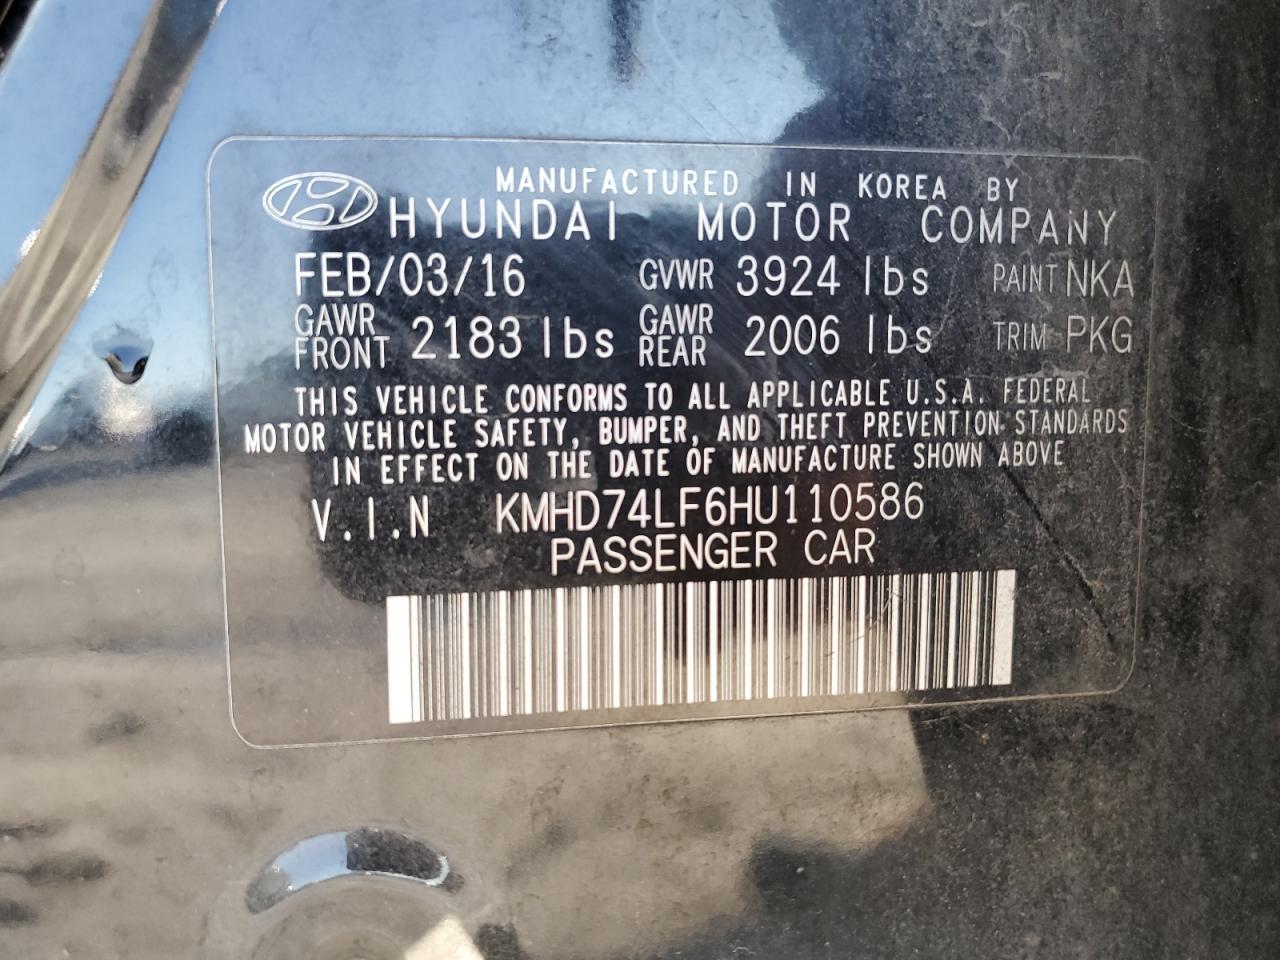 MANUFACTURED IN KOREA BY
HYUNDAI MOTOR COMPANY
FEB/03/16 GVWR 3924 lbs PAINT NKA
GAWR FRONT 2183 lbs GAWR REAR 2006 lbs TRIM PKG
THIS VEHICLE CONFORMS TO ALL APPLICABLE U.S.A. FEDERAL
MOTOR VEHICLE SAFETY, BUMPER, AND THEFT PREVENTION STANDARDS
IN EFFECT ON THE DATE OF MANUFACTURE SHOWN ABOVE
V.I.N KMHD74LF6HU110586
PASSENGER CAR